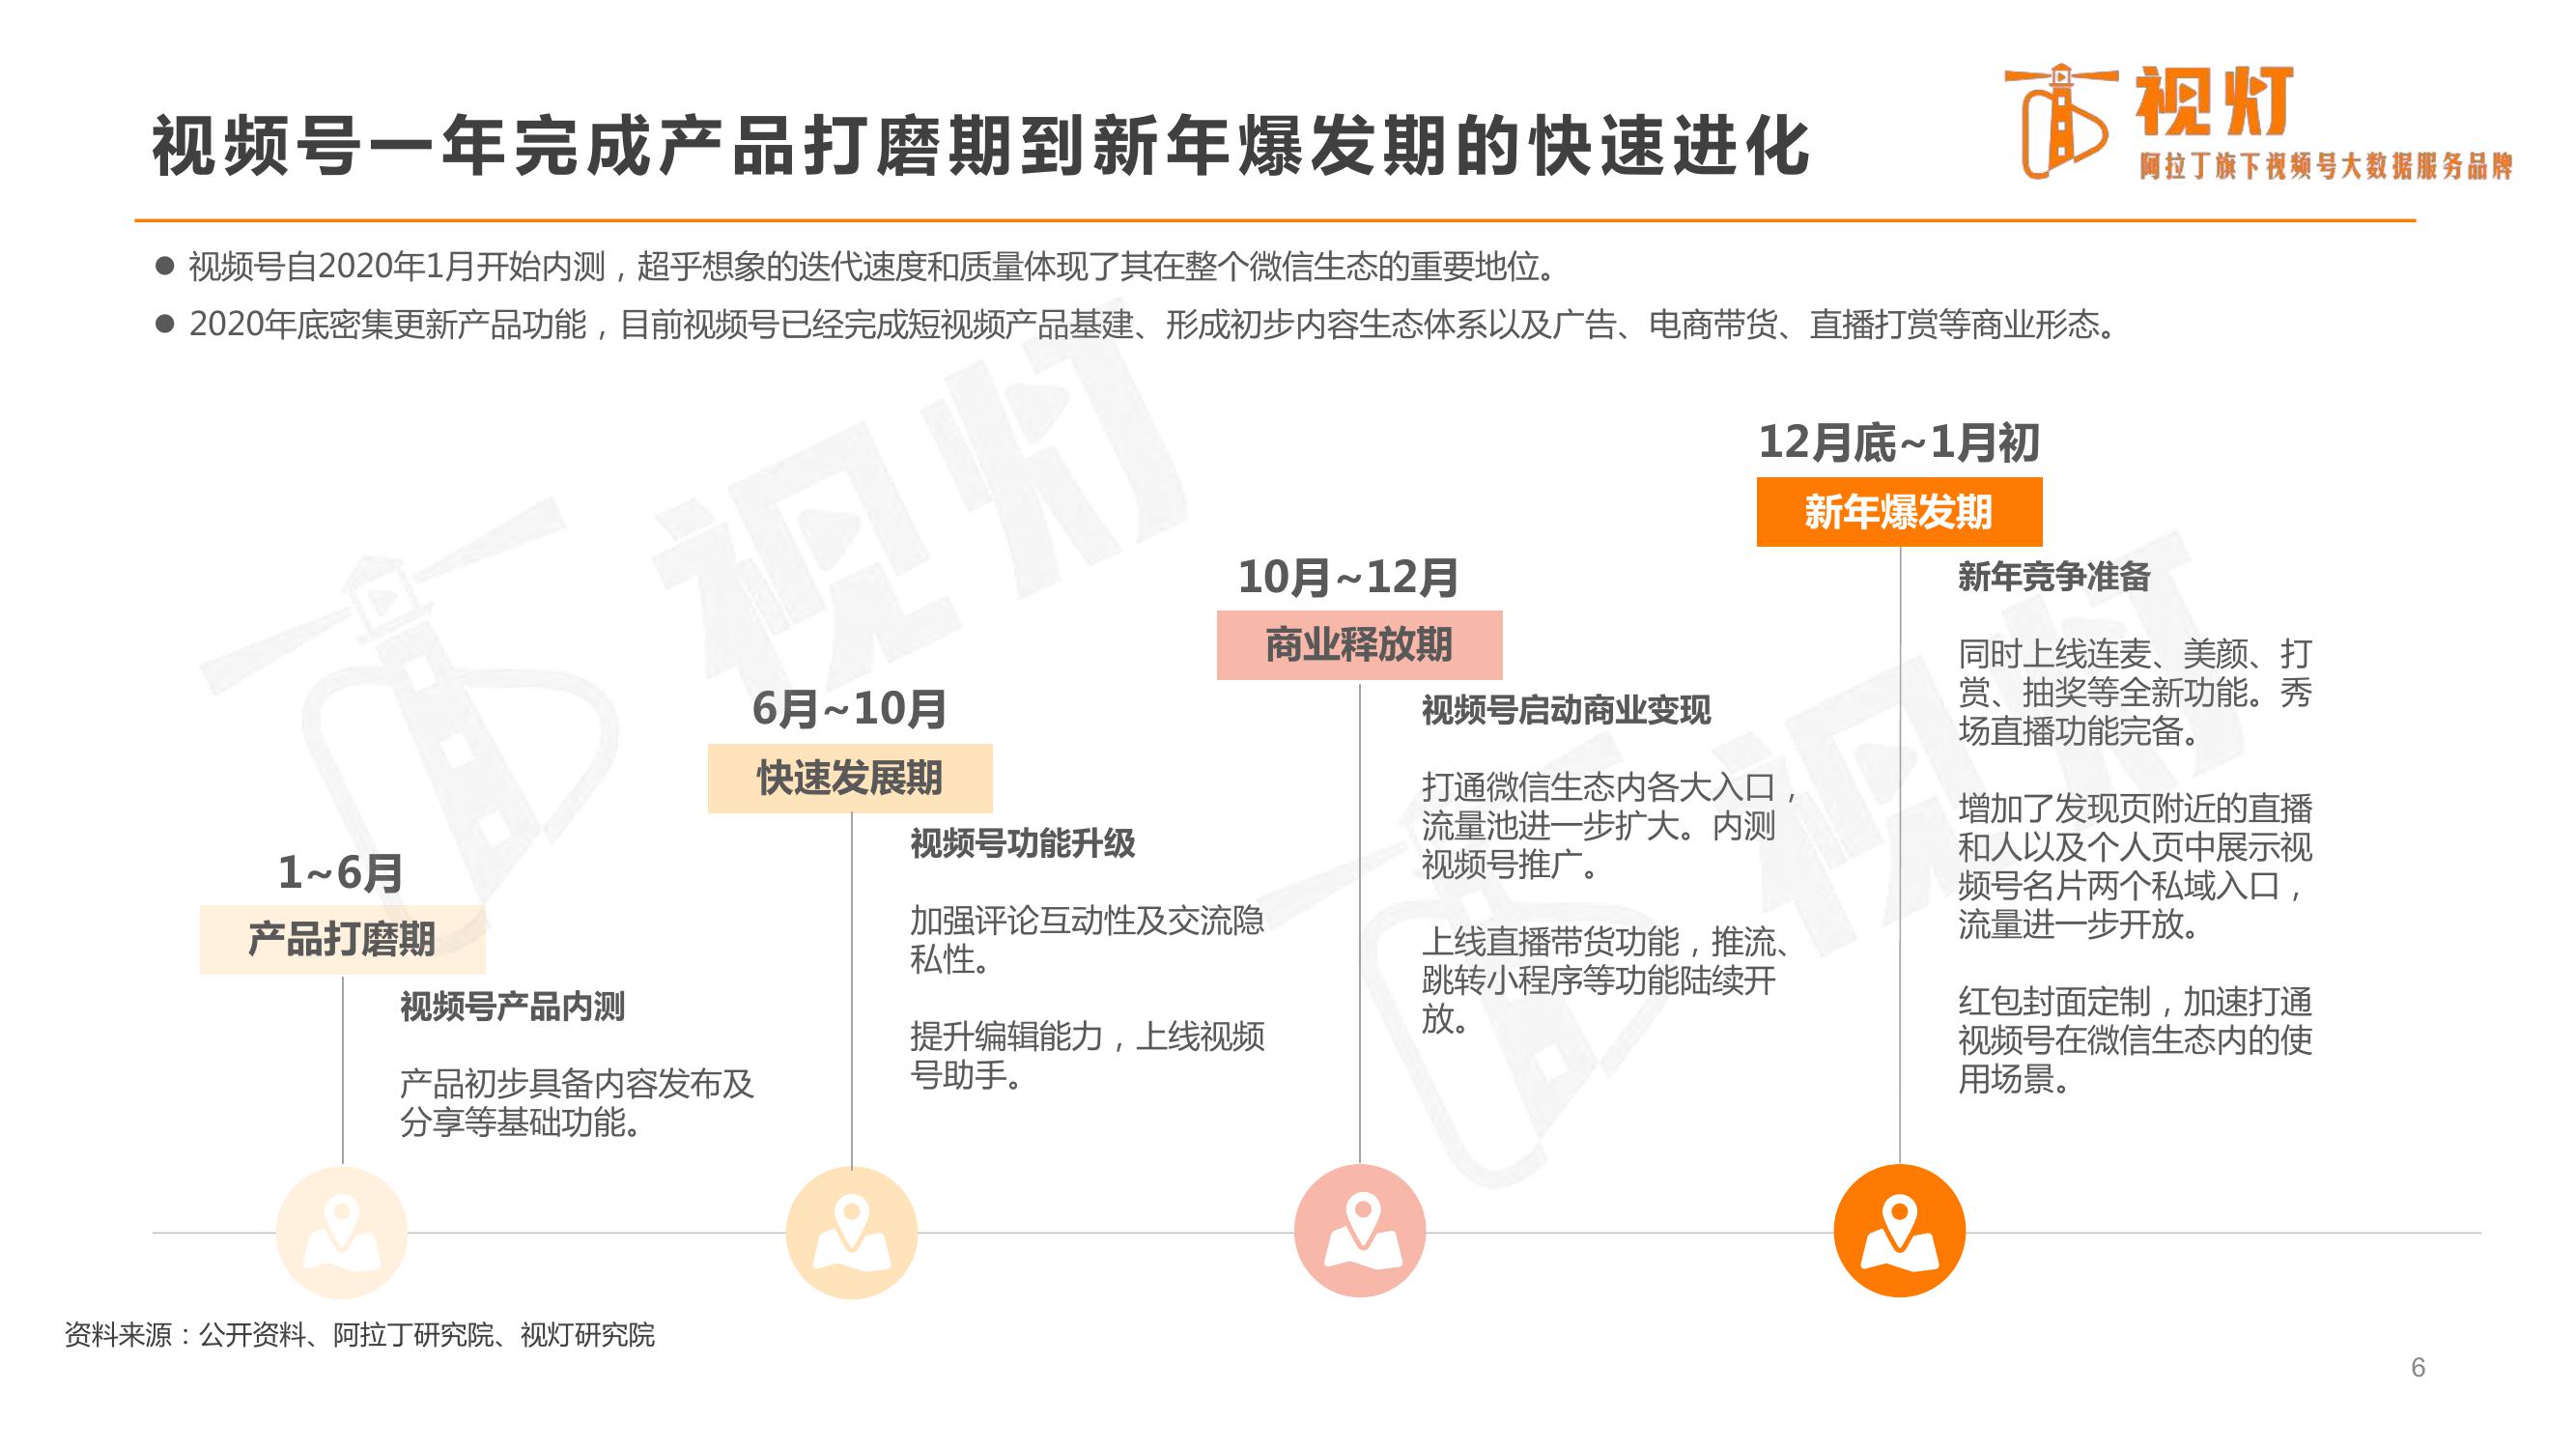 视频号一年完成产品打磨期到新年爆发期的快速进化
视灯
阿拉丁旗下视频号大数据服务品牌
● 视频号自2020年1月开始内测，超乎想象的迭代速度和质量体现了其在整个微信生态的重要地位。
● 2020年底密集更新产品功能，目前视频号已经完成短视频产品基建、形成初步内容生态体系以及广告、电商带货、直播打赏等商业形态。
1~6月
产品打磨期
视频号产品内测
产品初步具备内容发布及
分享等基础功能。
6月~10月
快速发展期
视频号功能升级
加强评论互动性及交流隐
私性。
提升编辑能力，上线视频
号助手。
10月~12月
商业释放期
视频号启动商业变现
打通微信生态内各大入口，
流量池进一步扩大。内测
视频号推广。
上线直播带货功能，推流、
跳转小程序等功能陆续开
放。
12月底~1月初
新年爆发期
新年竞争准备
同时上线连麦、美颜、打
赏、抽奖等全新功能。秀
场直播功能完备。
增加了发现页附近的直播
和人以及个人页中展示视
频号名片两个私域入口，
流量进一步开放。
红包封面定制，加速打通
视频号在微信生态内的使
用场景。
视灯
视灯
资料来源：公开资料、阿拉丁研究院、视灯研究院
6